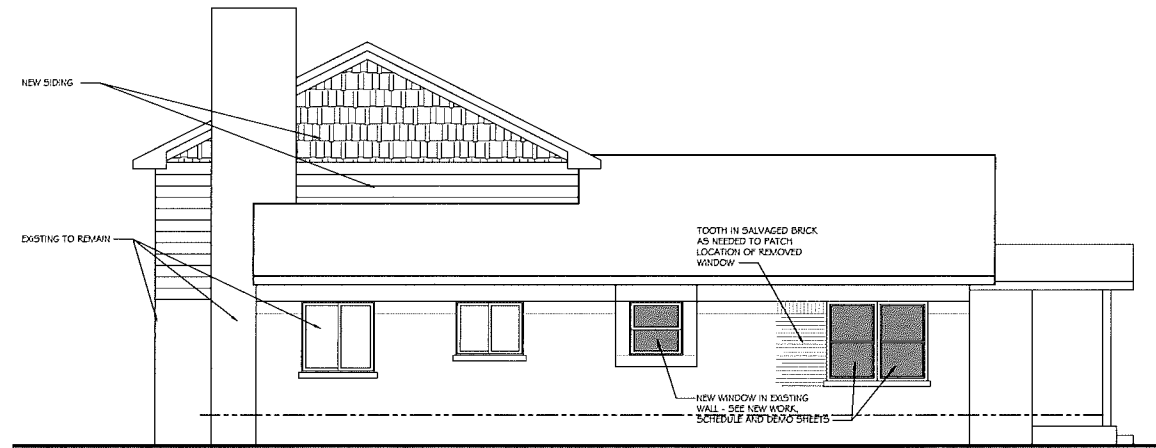 NEW SIDING
EXISTING TO REMAIN
TOOTH IN SALVAGED BRICK
AS NEEDED TO PATCH
LOCATION OF REMOVED
WINDOW
NEW WINDOW IN EXISTING
WALL - SEE NEW WORK,
SCHEDULE AND DEMO SHEETS